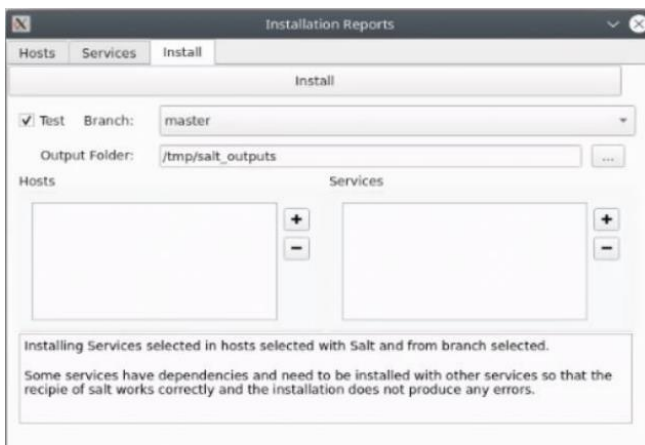 Installation Reports
Hosts Services Install
Install
Test Branch: master
Output Folder: /tmp/salt_outputs ...
Hosts Services
Installing Services selected in hosts selected with Salt and from branch selected.
Some services have dependencies and need to be installed with other services so that the
recipie of salt works correctly and the installation does not produce any errors.